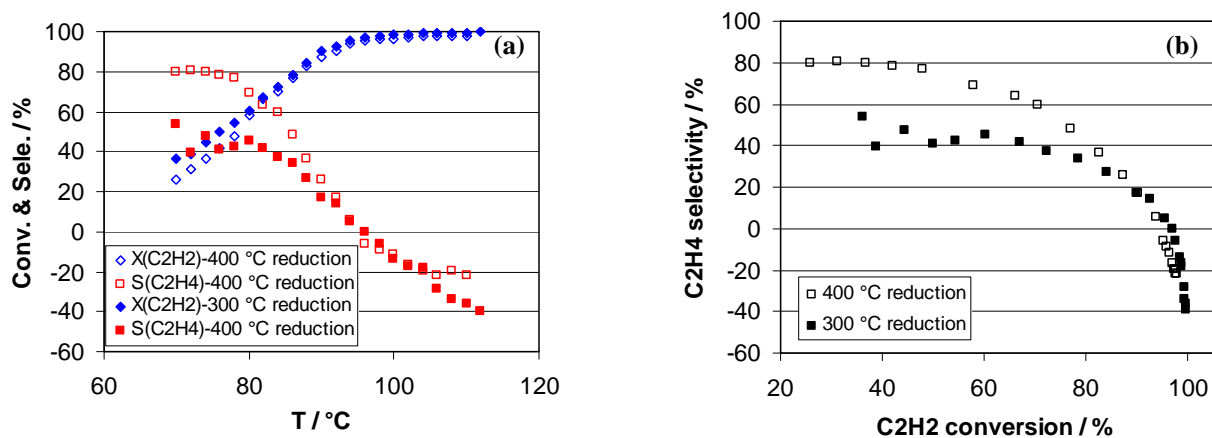 (a)
Conv. & Sele. / %
100
80
60
40
20
0
-20
-40
-60
X(C2H2)-400 °C reduction
S(C2H4)-400 °C reduction
X(C2H2)-300 °C reduction
S(C2H4)-400 °C reduction
60 80 100 120
T / °C
(b)
C2H4 selectivity / %
100
80
60
40
20
0
-20
-40
-60
400 °C reduction
300 °C reduction
20 40 60 80 100
C2H2 conversion / %